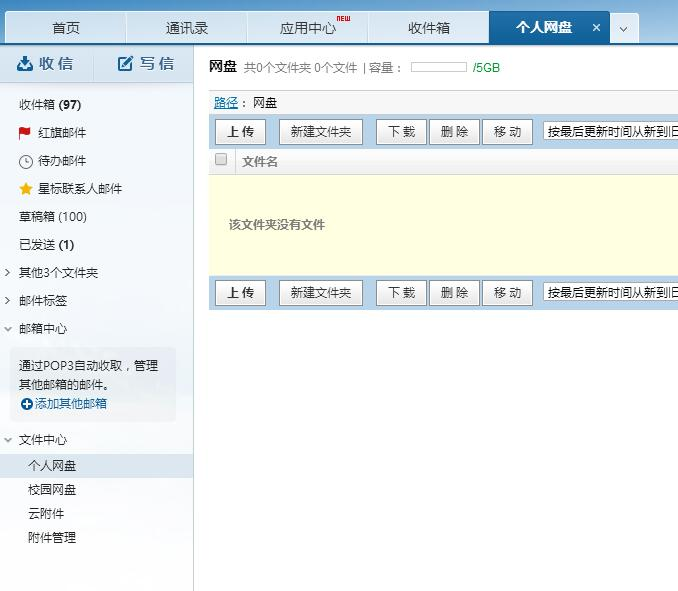 首页 通讯录 应用中心 NEW 收件箱 个人网盘
收信 写信
收件箱 (97)
红旗邮件
待办邮件
星标联系人邮件
草稿箱 (100)
已发送 (1)
其他3个文件夹
邮件标签
邮箱中心
通过POP3自动收取，管理
其他邮箱的邮件。
添加其他邮箱
文件中心
个人网盘
校园网盘
云附件
附件管理
网盘 共0个文件夹 0个文件 | 容量： /5GB
路径： 网盘
上传 新建文件夹 下载 删除 移动 按最后更新时间从新到旧
文件名
该文件夹没有文件
上传 新建文件夹 下载 删除 移动 按最后更新时间从新到旧